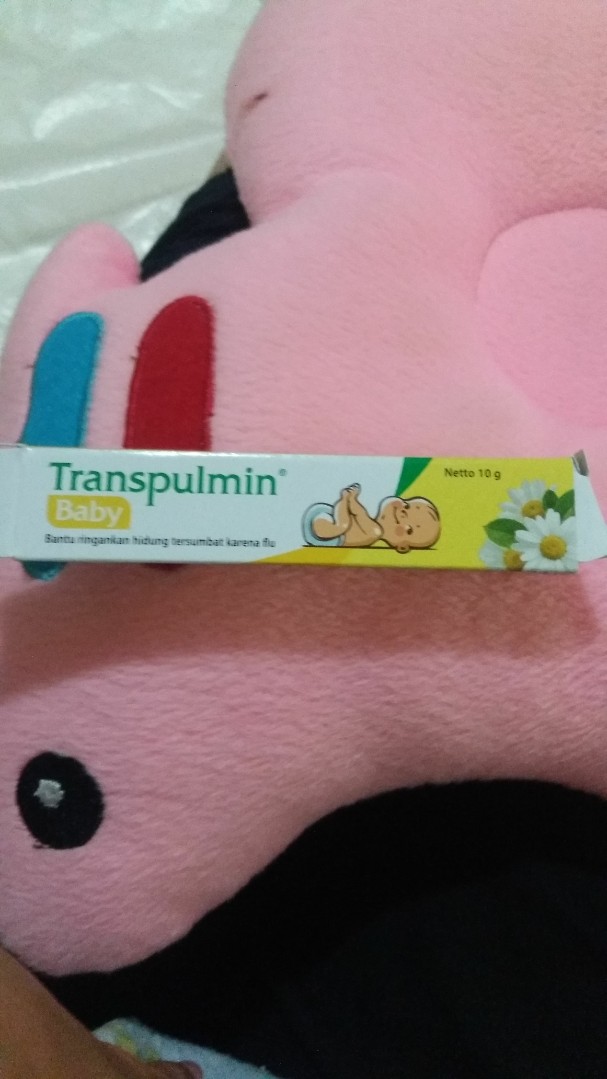 Transpulmin®
Baby
Bantu ringankan hidung tersumbat karena flu
Netto 10 g